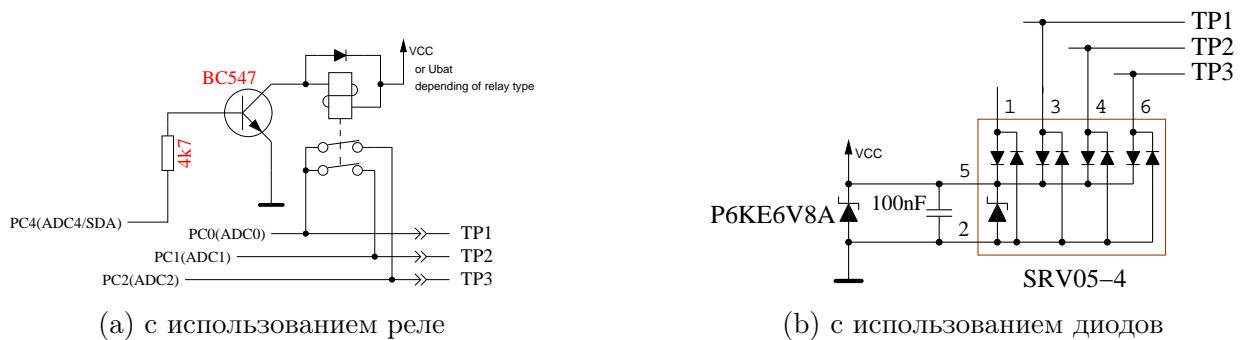 BC547
VCC
or Ubat
depending of relay type
4k7
PC4(ADC4/SDA)
PC0(ADC0)
TP1
PC1(ADC1)
TP2
PC2(ADC2)
TP3
(a) с использованием реле
TP1
TP2
TP3
1 3 4 6
VCC
5
P6KE6V8A
100nF
2
SRV05-4
(b) с использованием диодов